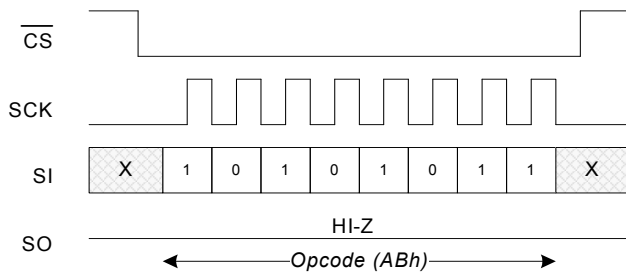 CS
SCK
SI X 1 0 1 0 1 0 1 1 X
HI-Z
SO
Opcode (ABh)